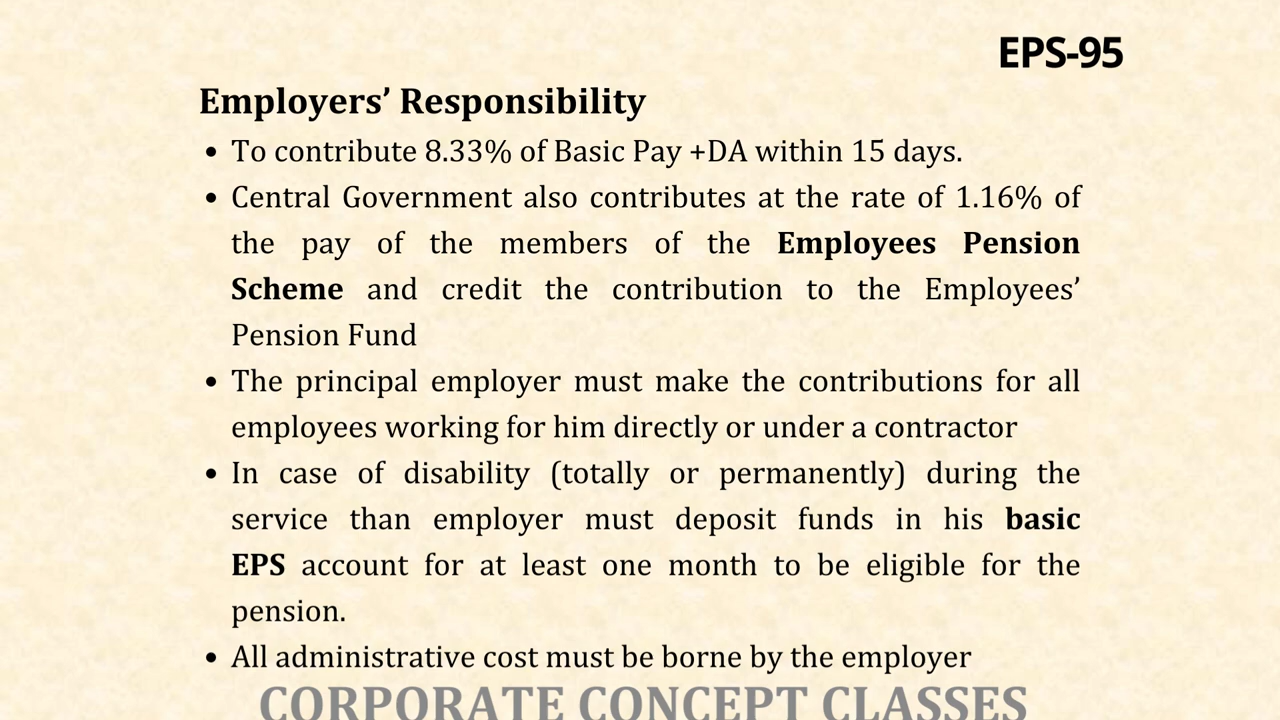 EPS-95
Employers’ Responsibility
• To contribute 8.33% of Basic Pay +DA within 15 days.
• Central Government also contributes at the rate of 1.16% of
the pay of the members of the Employees Pension
Scheme and credit the contribution to the Employees’
Pension Fund
• The principal employer must make the contributions for all
employees working for him directly or under a contractor
• In case of disability (totally or permanently) during the
service than employer must deposit funds in his basic
EPS account for at least one month to be eligible for the
pension.
• All administrative cost must be borne by the employer
CORPORATE CONCEPT CLASSES